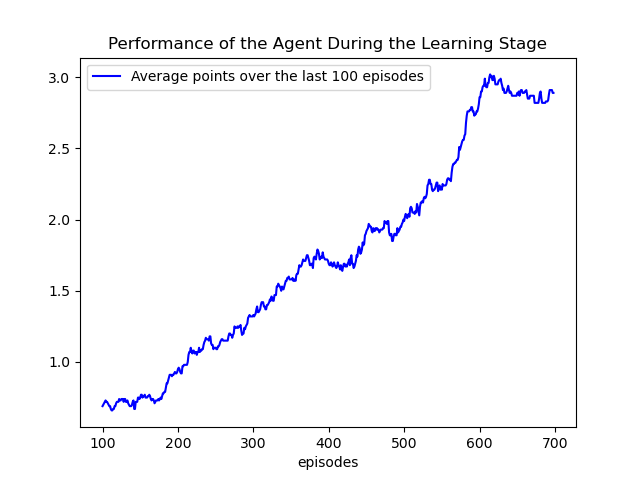 Performance of the Agent During the Learning Stage
Average points over the last 100 episodes
3.0
2.5
2.0
1.5
1.0
100 200 300 400 500 600 700
episodes